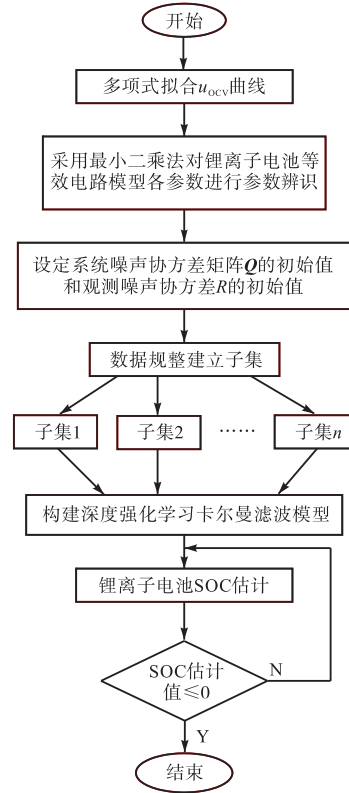 开始
多项式拟合uOCV曲线
采用最小二乘法对锂离子电池等
效电路模型各参数进行参数辨识
设定系统噪声协方差矩阵Q的初始值
和观测噪声协方差R的初始值
数据规整建立子集
子集1
子集2
……
子集n
构建深度强化学习卡尔曼滤波模型
锂离子电池SOC估计
SOC估计
值≤0
N
Y
结束